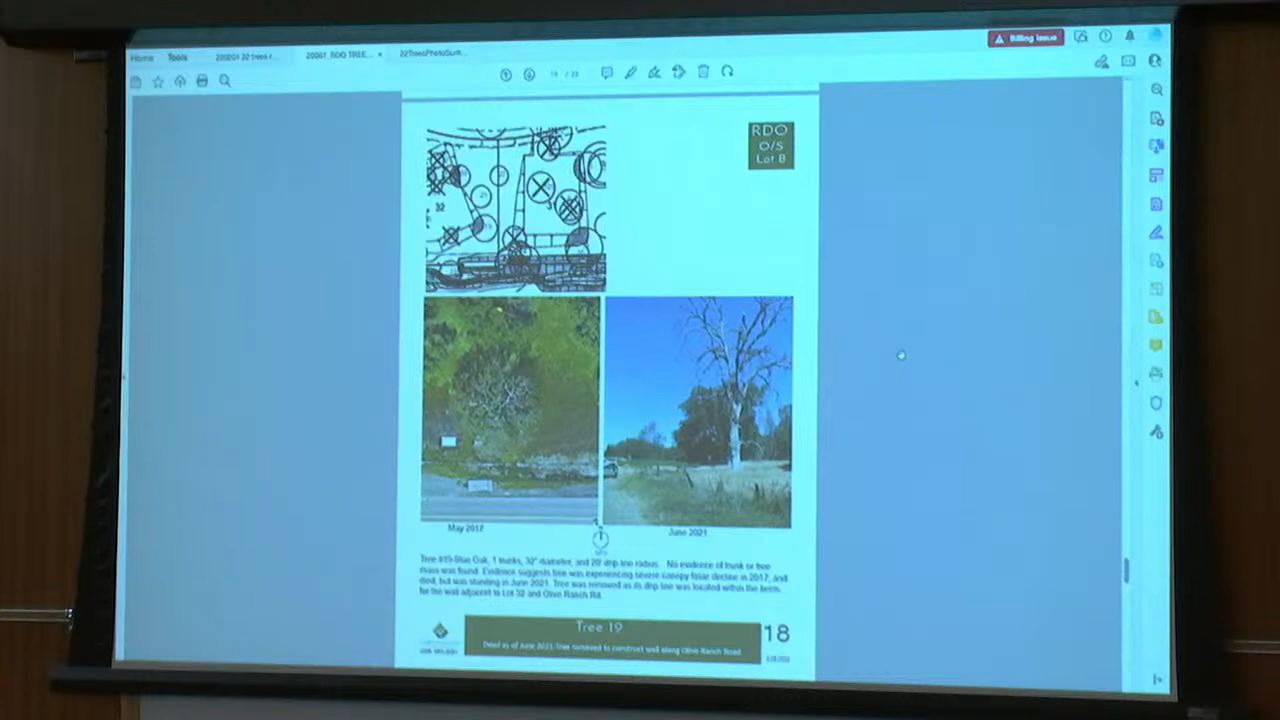 Billing issue
Home Tools 22TreesPhotoSum...
RDO
O/S
Lot B
32
May 2017
June 2021
Tree #19-Blue Oak, 1 trunks, 32" diameter, and 20' drip line radius. No evidence of trunk or tree
mass was found. Evidence suggests tree was experiencing severe canopy foliar decline in 2017, and
died, but was standing in June 2021. Tree was removed as its drip line was located within the berm
for the wall adjacent to Lot 32 and Olive Ranch Rd.
Tree 19
18
Dead as of June 2021-Tree removed to construct wall along Olive Ranch Road